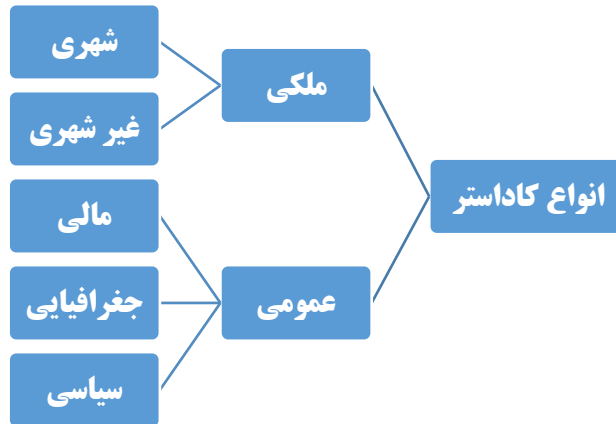 انواع کاداستر
ملکی
شهری
غیر شهری
عمومی
مالی
جغرافیایی
سیاسی